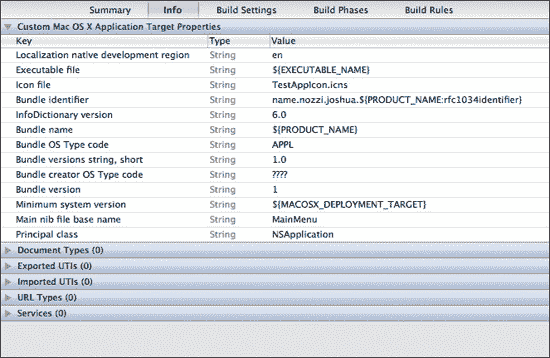 Summary Info Build Settings Build Phases Build Rules
Custom Mac OS X Application Target Properties
Key Type Value
Localization native development region String en
Executable file String ${EXECUTABLE_NAME}
Icon file String TestAppIcon.icns
Bundle identifier String name.nozzi.joshua.${PRODUCT_NAME:rfc1034identifier}
InfoDictionary version String 6.0
Bundle name String ${PRODUCT_NAME}
Bundle OS Type code String APPL
Bundle versions string, short String 1.0
Bundle creator OS Type code String ????
Bundle version String 1
Minimum system version String ${MACOSX_DEPLOYMENT_TARGET}
Main nib file base name String MainMenu
Principal class String NSApplication
Document Types (0)
Exported UTIs (0)
Imported UTIs (0)
URL Types (0)
Services (0)